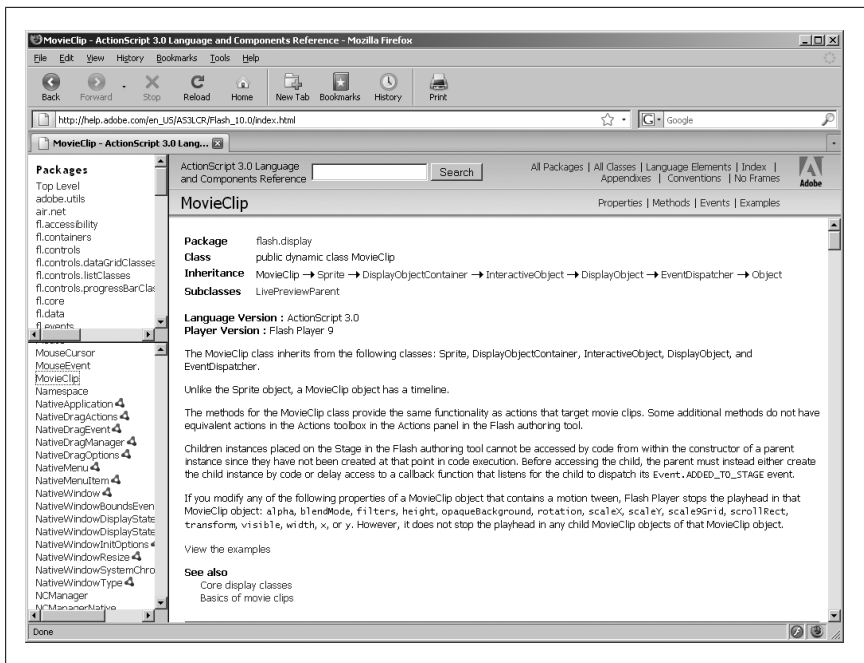 MovieClip - ActionScript 3.0 Language and Components Reference - Mozilla Firefox
File Edit View History Bookmarks Tools Help
Back Forward Stop Reload Home New Tab Bookmarks History Print
http://help.adobe.com/en_US/AS3LCR/Flash_10.0/index.html
G Google
MovieClip - ActionScript 3.0 Lang...
Packages
Top Level
adobe.utils
air.net
fl.accessibility
fl.containers
fl.controls
fl.controls.dataGridClasses
fl.controls.listClasses
fl.controls.progressBarClas
fl.core
fl.data
fl.events
Mouse
MouseCursor
MouseEvent
MovieClip
Namespace
NativeApplication
NativeDragActions
NativeDragEvent
NativeDragManager
NativeDragOptions
NativeMenu
NativeMenuItem
NativeWindow
NativeWindowBoundsEven
NativeWindowDisplayState
NativeWindowDisplayState
NativeWindowInitOptions
NativeWindowResize
NativeWindowSystemChro
NativeWindowType
NCManager
NCManagerNative
ActionScript 3.0 Language
and Components Reference
Search
All Packages | All Classes | Language Elements | Index |
Appendixes | Conventions | No Frames
Adobe
MovieClip
Properties | Methods | Events | Examples
Package flash.display
Class public dynamic class MovieClip
Inheritance MovieClip → Sprite → DisplayObjectContainer → InteractiveObject → DisplayObject → EventDispatcher → Object
Subclasses LivePreviewParent
Language Version : ActionScript 3.0
Player Version : Flash Player 9
The MovieClip class inherits from the following classes: Sprite, DisplayObjectContainer, InteractiveObject, DisplayObject, and
EventDispatcher.
Unlike the Sprite object, a MovieClip object has a timeline.
The methods for the MovieClip class provide the same functionality as actions that target movie clips. Some additional methods do not have
equivalent actions in the Actions toolbox in the Actions panel in the Flash authoring tool.
Children instances placed on the Stage in the Flash authoring tool cannot be accessed by code from within the constructor of a parent
instance since they have not been created at that point in code execution. Before accessing the child, the parent must instead either create
the child instance by code or delay access to a callback function that listens for the child to dispatch its Event.ADDED_TO_STAGE event.
If you modify any of the following properties of a MovieClip object that contains a motion tween, Flash Player stops the playhead in that
MovieClip object: alpha, blendMode, filters, height, opaqueBackground, rotation, scaleX, scaleY, scale9Grid, scrollRect,
transform, visible, width, x, or y. However, it does not stop the playhead in any child MovieClip objects of that MovieClip object.
View the examples
See also
Core display classes
Basics of movie clips
Done